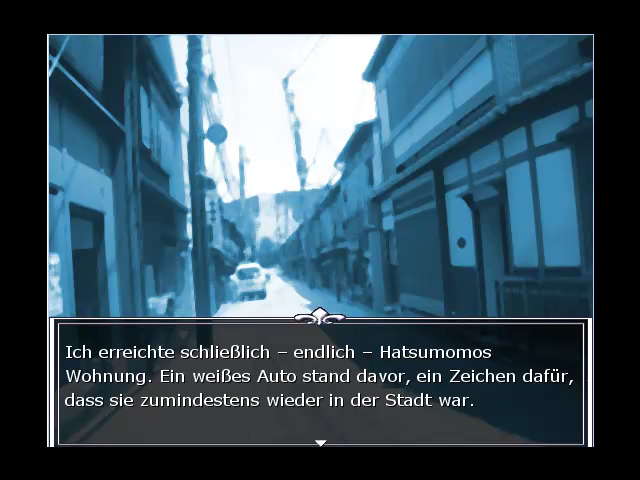 Ich erreichte schließlich – endlich – Hatsumomos
Wohnung. Ein weißes Auto stand davor, ein Zeichen dafür,
dass sie zumindestens wieder in der Stadt war.